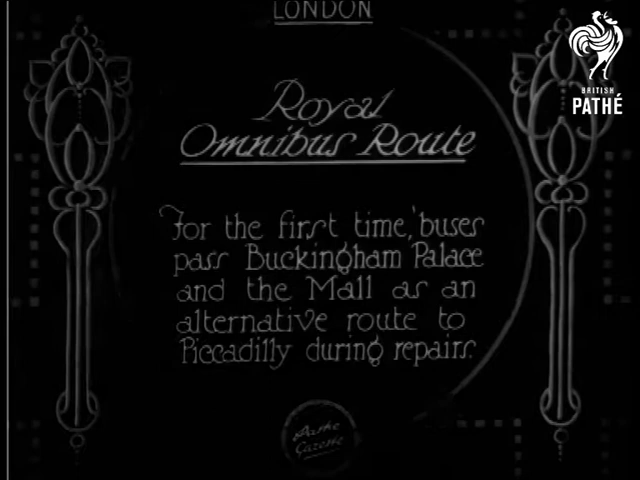 LONDON
BRITISH
PATHÉ
Royal
Omnibus Route
For the first time, 'buses
pass Buckingham Palace
and the Mall as an
alternative route to
Piccadilly during repairs.
Pathe
Gazette